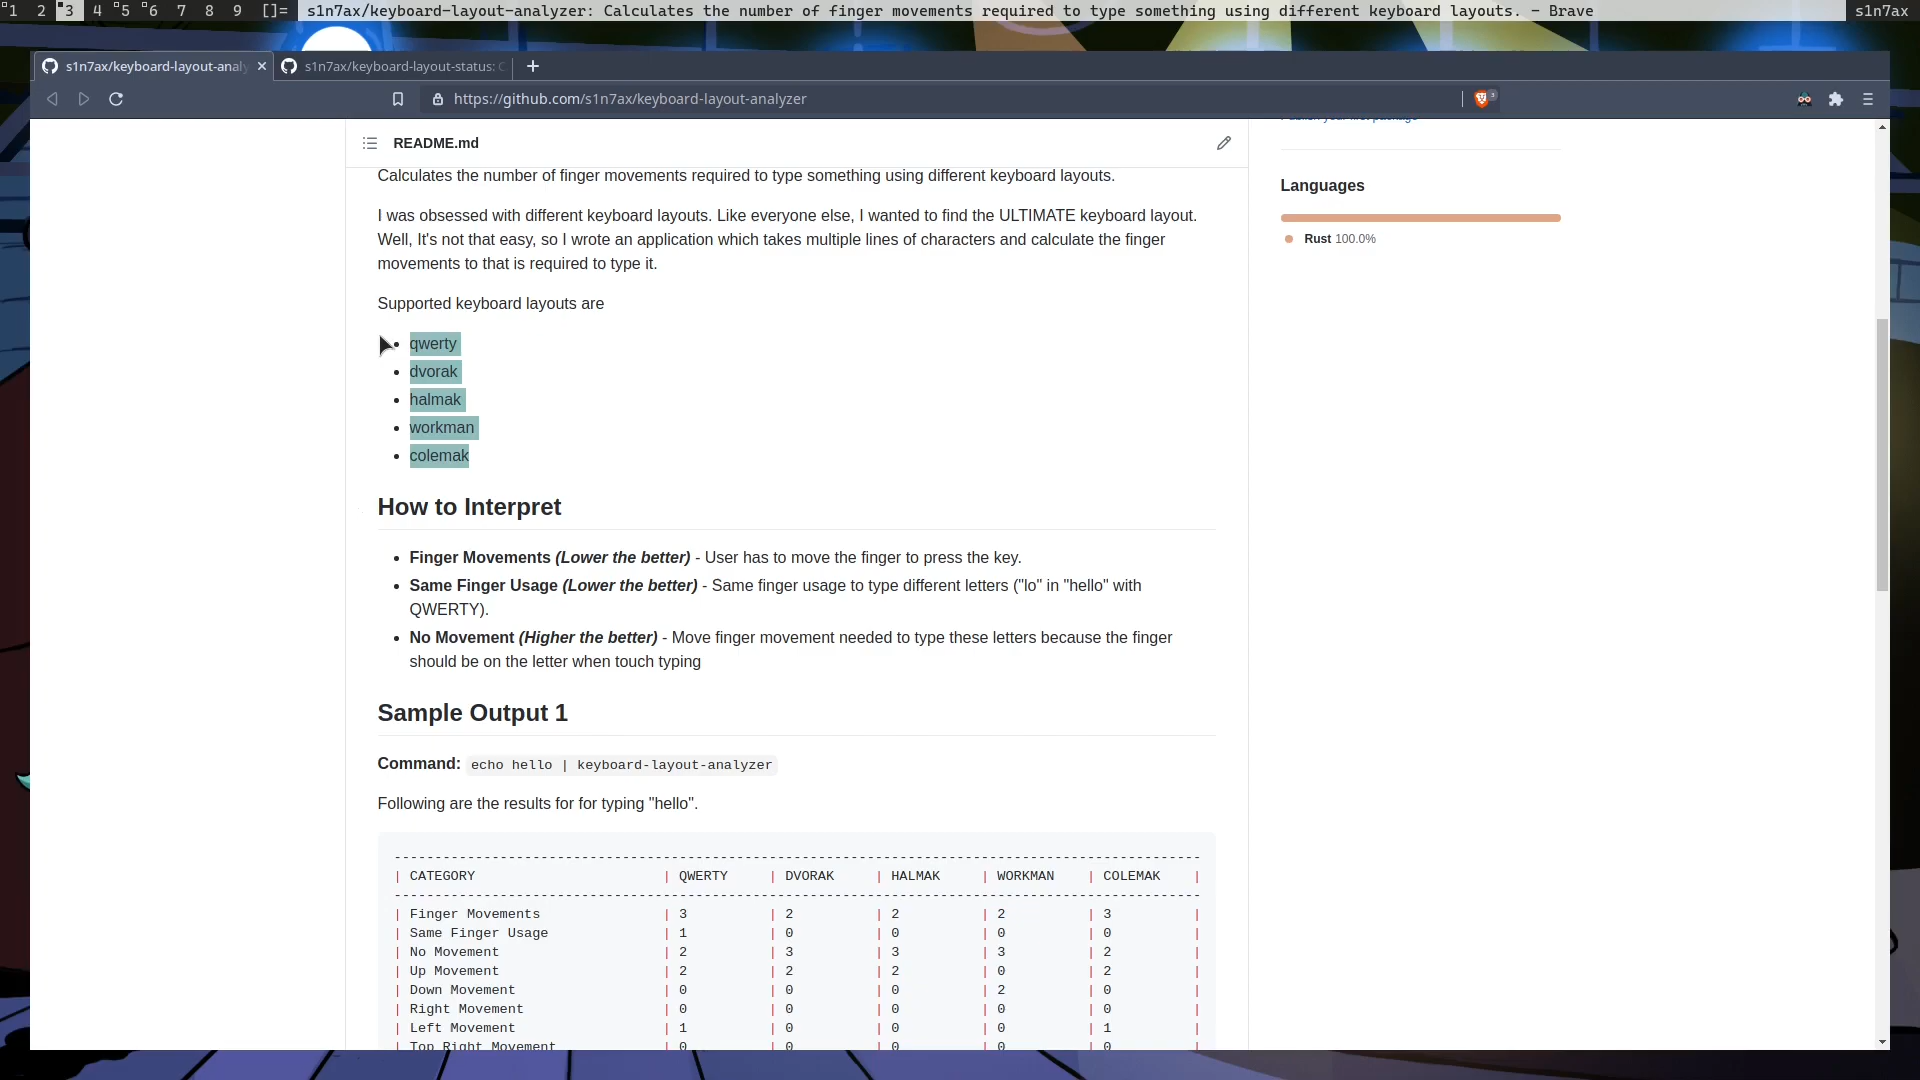 1 2 3 4 5 6 7 8 9 []= s1n7ax/keyboard-layout-analyzer: Calculates the number of finger movements required to type something using different keyboard layouts. – Brave s1n7ax
s1n7ax/keyboard-layout-analy s1n7ax/keyboard-layout-status: C
https://github.com/s1n7ax/keyboard-layout-analyzer 3
Publish your first package
README.md
Calculates the number of finger movements required to type something using different keyboard layouts.
I was obsessed with different keyboard layouts. Like everyone else, I wanted to find the ULTIMATE keyboard layout.
Well, It's not that easy, so I wrote an application which takes multiple lines of characters and calculate the finger
movements to that is required to type it.
Supported keyboard layouts are
qwerty
dvorak
halmak
workman
colemak
How to Interpret
Finger Movements (Lower the better) - User has to move the finger to press the key.
Same Finger Usage (Lower the better) - Same finger usage to type different letters ("lo" in "hello" with
QWERTY).
No Movement (Higher the better) - Move finger movement needed to type these letters because the finger
should be on the letter when touch typing
Sample Output 1
Command: echo hello | keyboard-layout-analyzer
Following are the results for for typing "hello".
---------------------------------------------------------------------------------------------------
| CATEGORY | QWERTY | DVORAK | HALMAK | WORKMAN | COLEMAK |
---------------------------------------------------------------------------------------------------
| Finger Movements | 3 | 2 | 2 | 2 | 3 |
| Same Finger Usage | 1 | 0 | 0 | 0 | 0 |
| No Movement | 2 | 3 | 3 | 3 | 2 |
| Up Movement | 2 | 2 | 2 | 0 | 2 |
| Down Movement | 0 | 0 | 0 | 2 | 0 |
| Right Movement | 0 | 0 | 0 | 0 | 0 |
| Left Movement | 1 | 0 | 0 | 0 | 1 |
| Top Right Movement | 0 | 0 | 0 | 0 | 0 |
Languages
Rust 100.0%